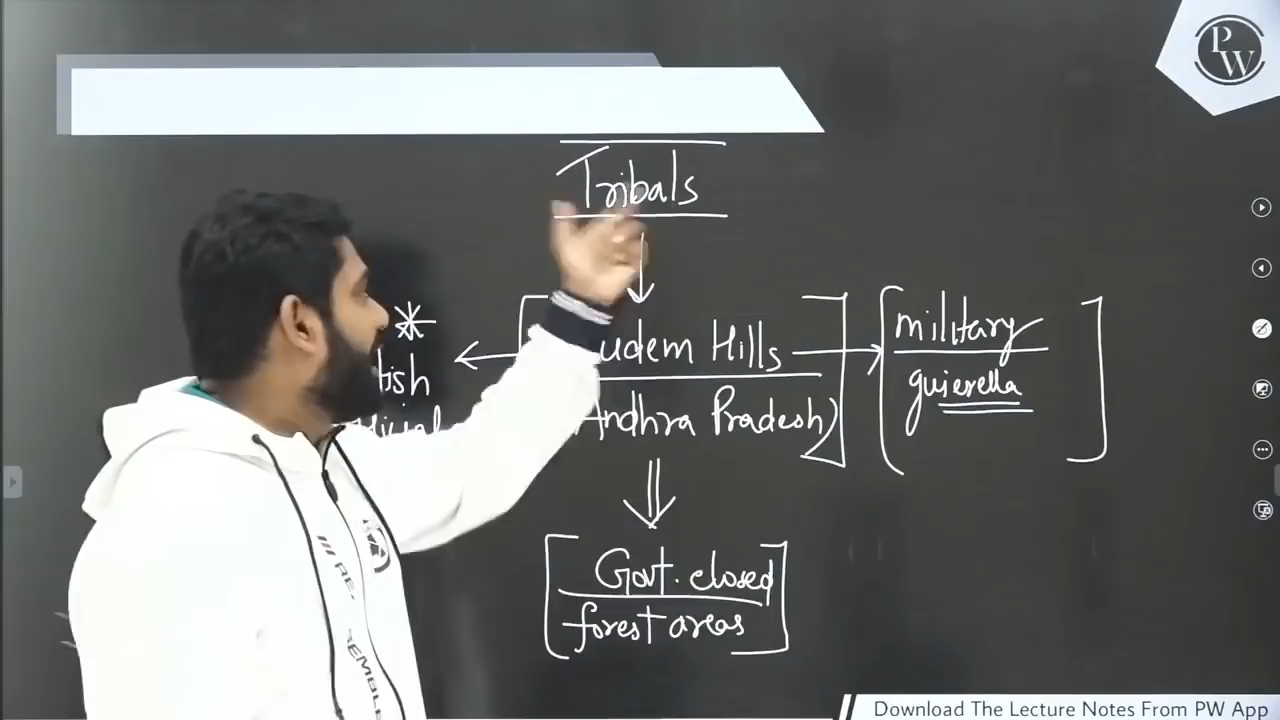 PW
Tribals
udem Hills
(Andhra Pradesh)
military
guierella
tish
Govt. closed
forest areas
Download The Lecture Notes From PW App